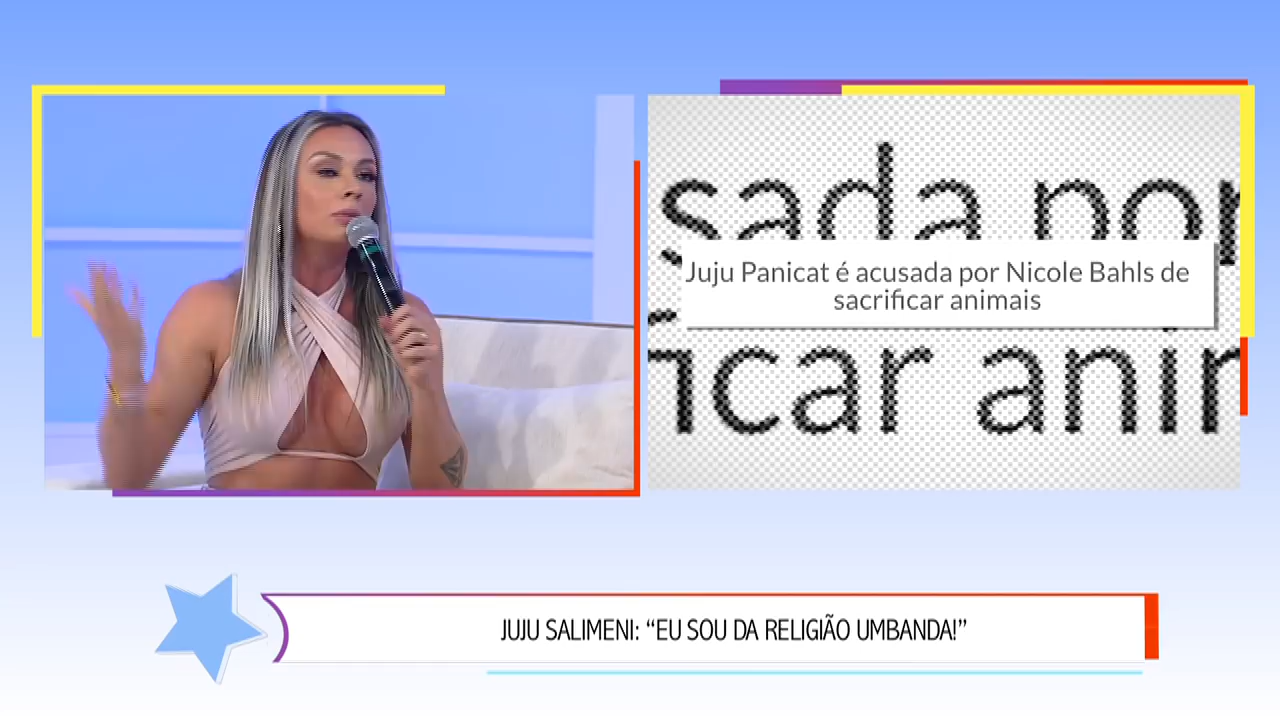 sada por
Juju Panicat é acusada por Nicole Bahls de
sacrificar animais
ficar anim
JUJU SALIMENI: “EU SOU DA RELIGIÃO UMBANDA!”